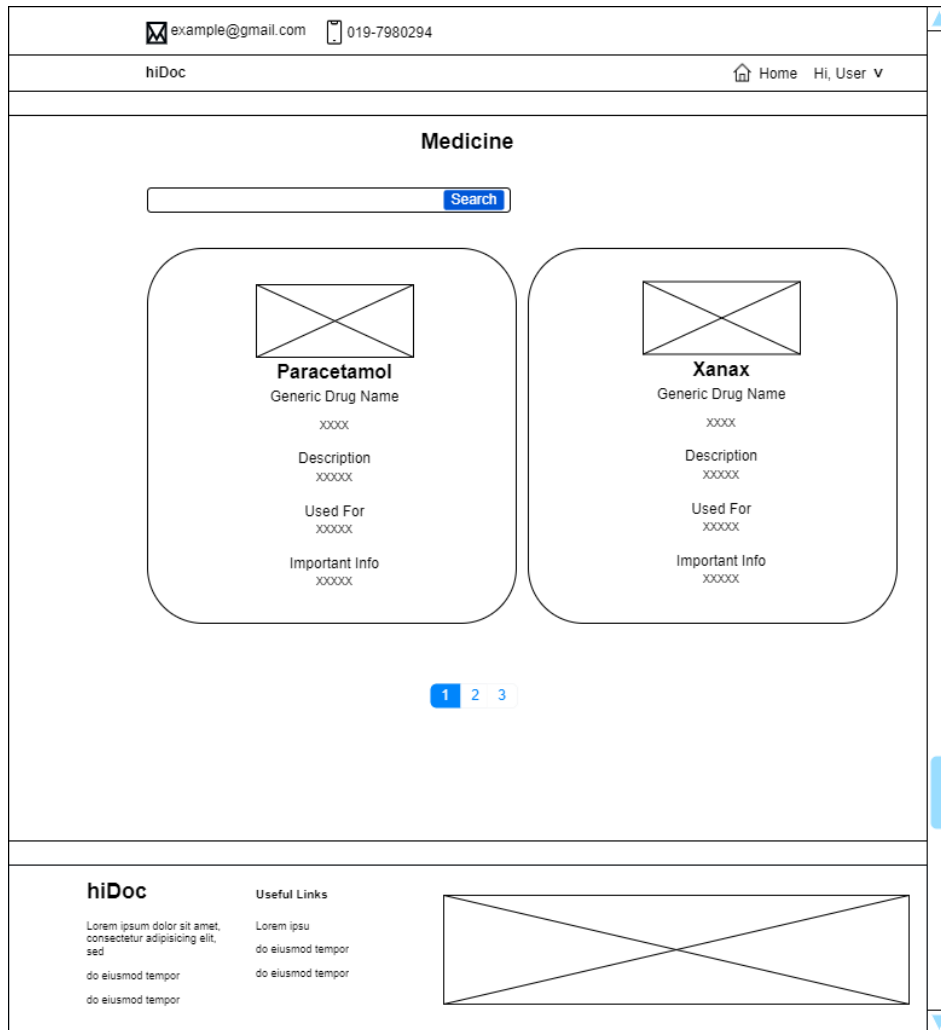 example@gmail.com 019-7980294
hiDoc Home Hi, User v
Medicine
Search
Paracetamol
Generic Drug Name
XXXX
Description
XXXXX
Used For
XXXXX
Important Info
XXXXX
Xanax
Generic Drug Name
XXXX
Description
XXXXX
Used For
XXXXX
Important Info
XXXXX
1 2 3
hiDoc
Lorem ipsum dolor sit amet,
consectetur adipisicing elit,
sed
do eiusmod tempor
do eiusmod tempor
Useful Links
Lorem ipsu
do eiusmod tempor
do eiusmod tempor